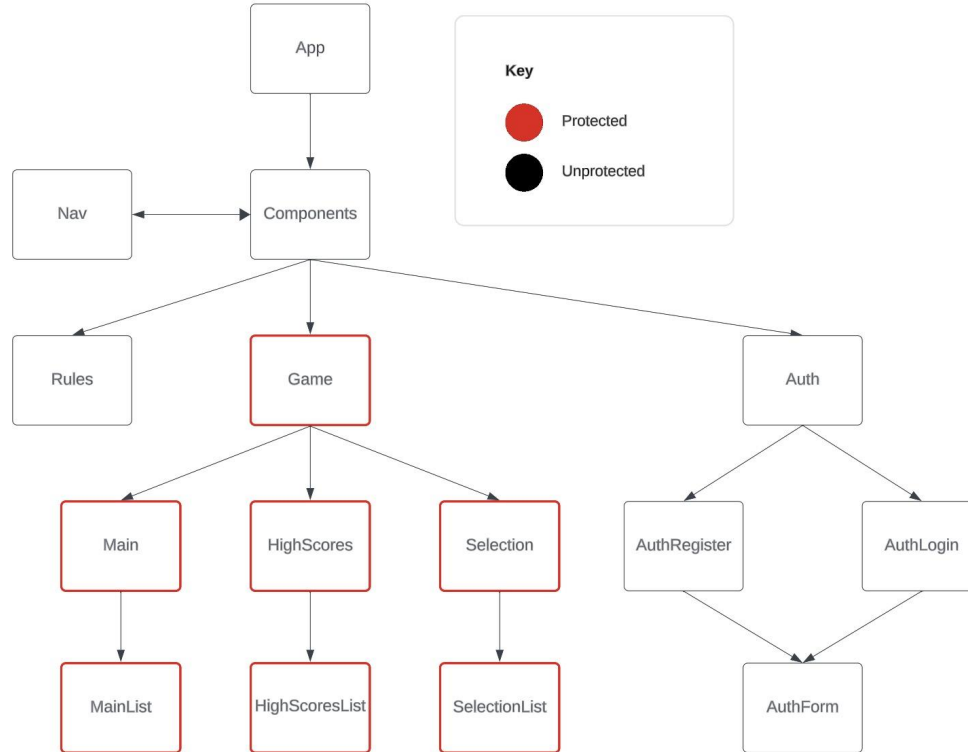 App
Key
Protected
Unprotected
Nav
Components
Rules
Game
Auth
Main
HighScores
Selection
AuthRegister
AuthLogin
MainList
HighScoresList
SelectionList
AuthForm